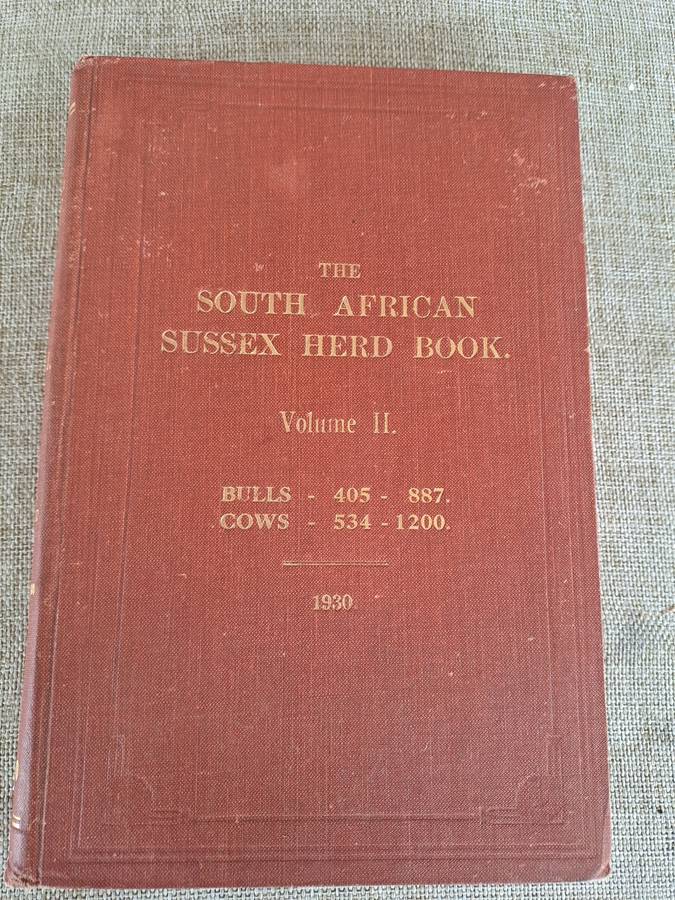 THE
SOUTH AFRICAN
SUSSEX HERD BOOK.
Volume II.
BULLS - 405 - 887.
COWS - 534 - 1200.
1930.